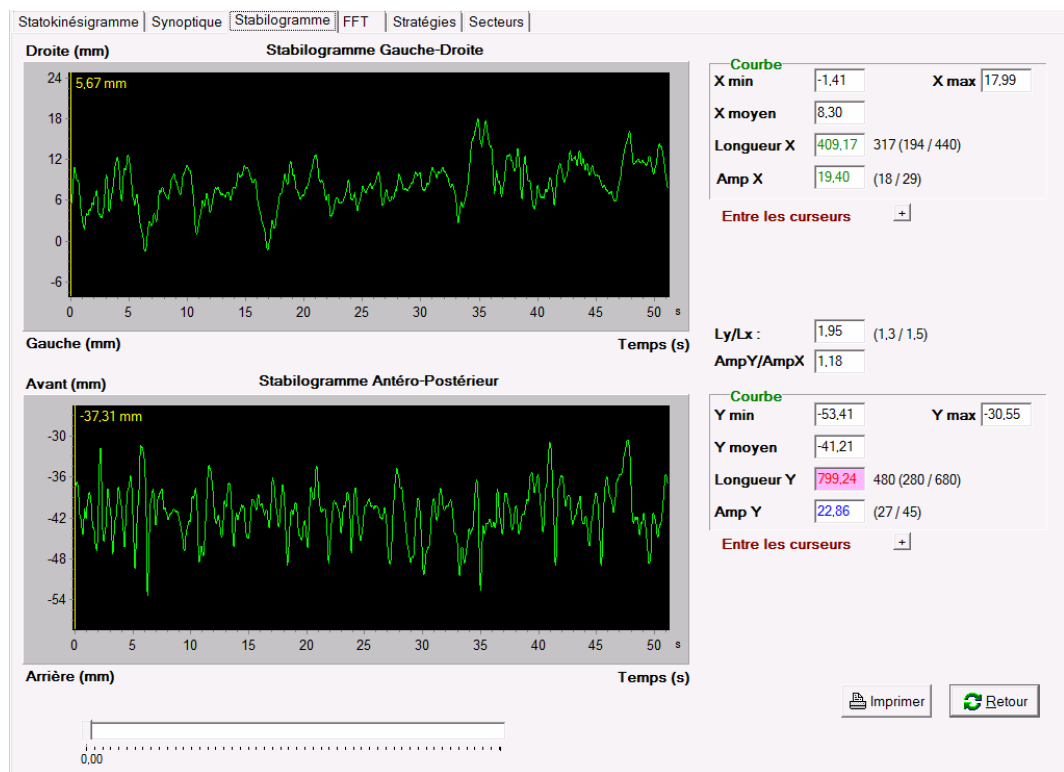 Statokinésigramme Synoptique Stabilogramme FFT Stratégies Secteurs
Droite (mm) Stabilogramme Gauche-Droite
5,67 mm
24
18
12
6
0
-6
0 5 10 15 20 25 30 35 40 45 50 s
Gauche (mm) Temps (s)
Courbe
X min -1,41 X max 17,99
X moyen 8,30
Longueur X 409,17 317 (194 / 440)
Amp X 19,40 (18 / 29)
Entre les curseurs +
Ly/Lx : 1,95 (1,3 / 1,5)
AmpY/AmpX 1,18
Avant (mm) Stabilogramme Antéro-Postérieur
-37,31 mm
-30
-36
-42
-48
-54
0 5 10 15 20 25 30 35 40 45 50 s
Arrière (mm) Temps (s)
Courbe
Y min -53,41 Y max -30,55
Y moyen -41,21
Longueur Y 799,24 480 (280 / 680)
Amp Y 22,86 (27 / 45)
Entre les curseurs +
Imprimer Retour
0,00